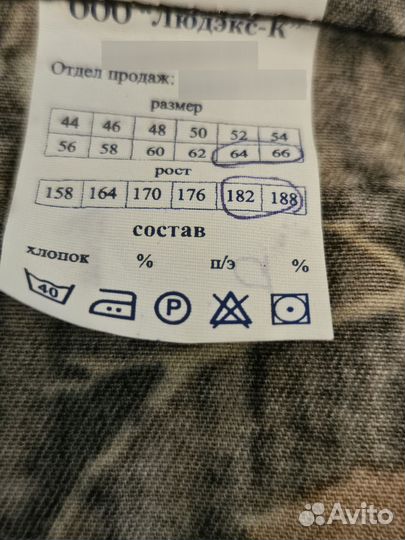 ООО "Людэкс-К"
Отдел продаж:
размер
44 46 48 50 52 54
56 58 60 62 64 66
рост
158 164 170 176 182 188
состав
хлопок % п/э %
40 P
Avito